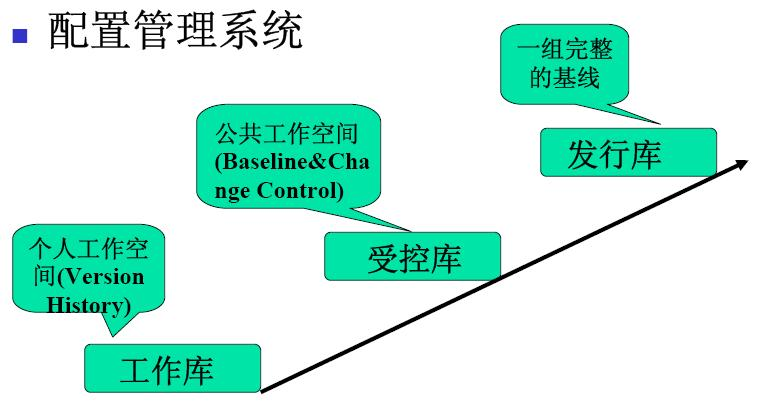 配置管理系统
一组完整
的基线
发行库
公共工作空间
(Baseline&Cha
nge Control)
受控库
个人工作空
间(Version
History)
工作库